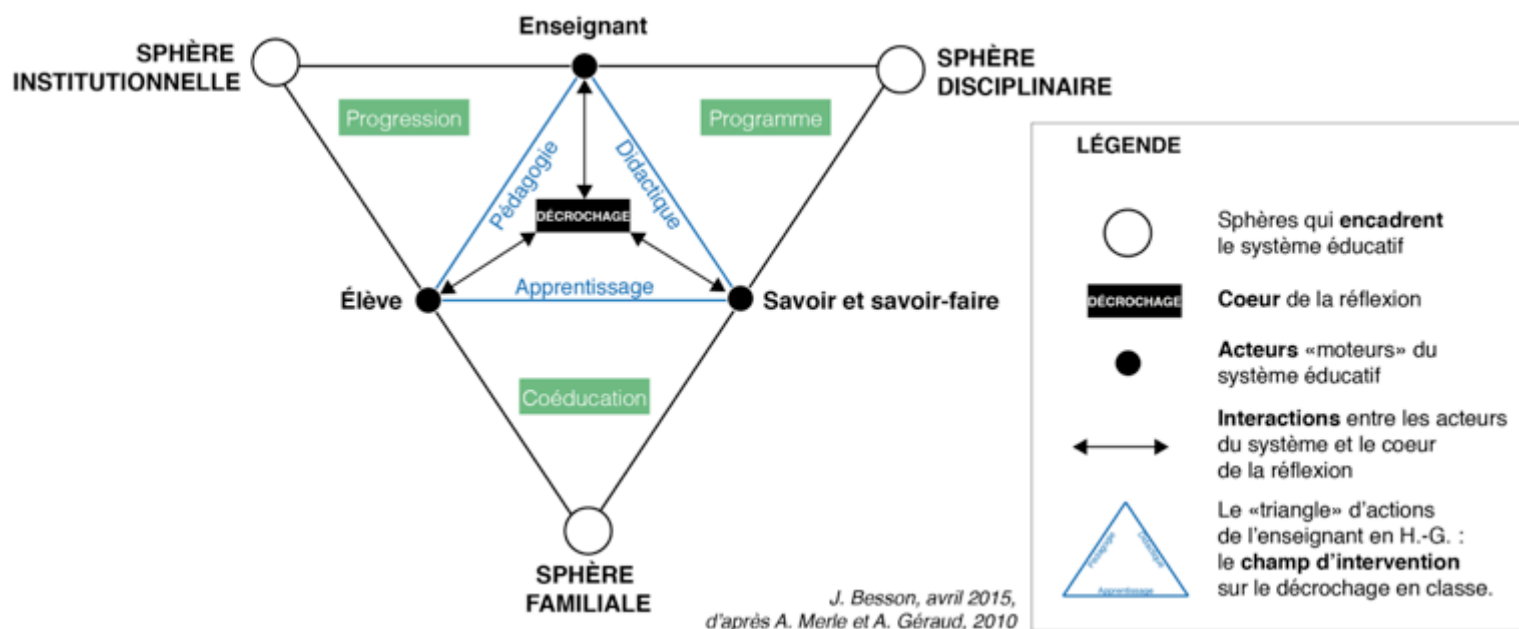 Enseignant
SPHÈRE
INSTITUTIONNELLE
SPHÈRE
DISCIPLINAIRE
Progression
Programme
Pédagogie
Didactique
DÉCROCHAGE
Élève
Apprentissage
Savoir et savoir-faire
Coéducation
SPHÈRE
FAMILIALE
J. Besson, avril 2015,
d'après A. Merle et A. Géraud, 2010
LÉGENDE
Sphères qui encadrent
le système éducatif
DÉCROCHAGE
Coeur de la réflexion
Acteurs «moteurs» du
système éducatif
Interactions entre les acteurs
du système et le coeur
de la réflexion
Pédagogie
Didactique
Apprentissage
Le «triangle» d'actions
de l'enseignant en H.-G. :
le champ d'intervention
sur le décrochage en classe.